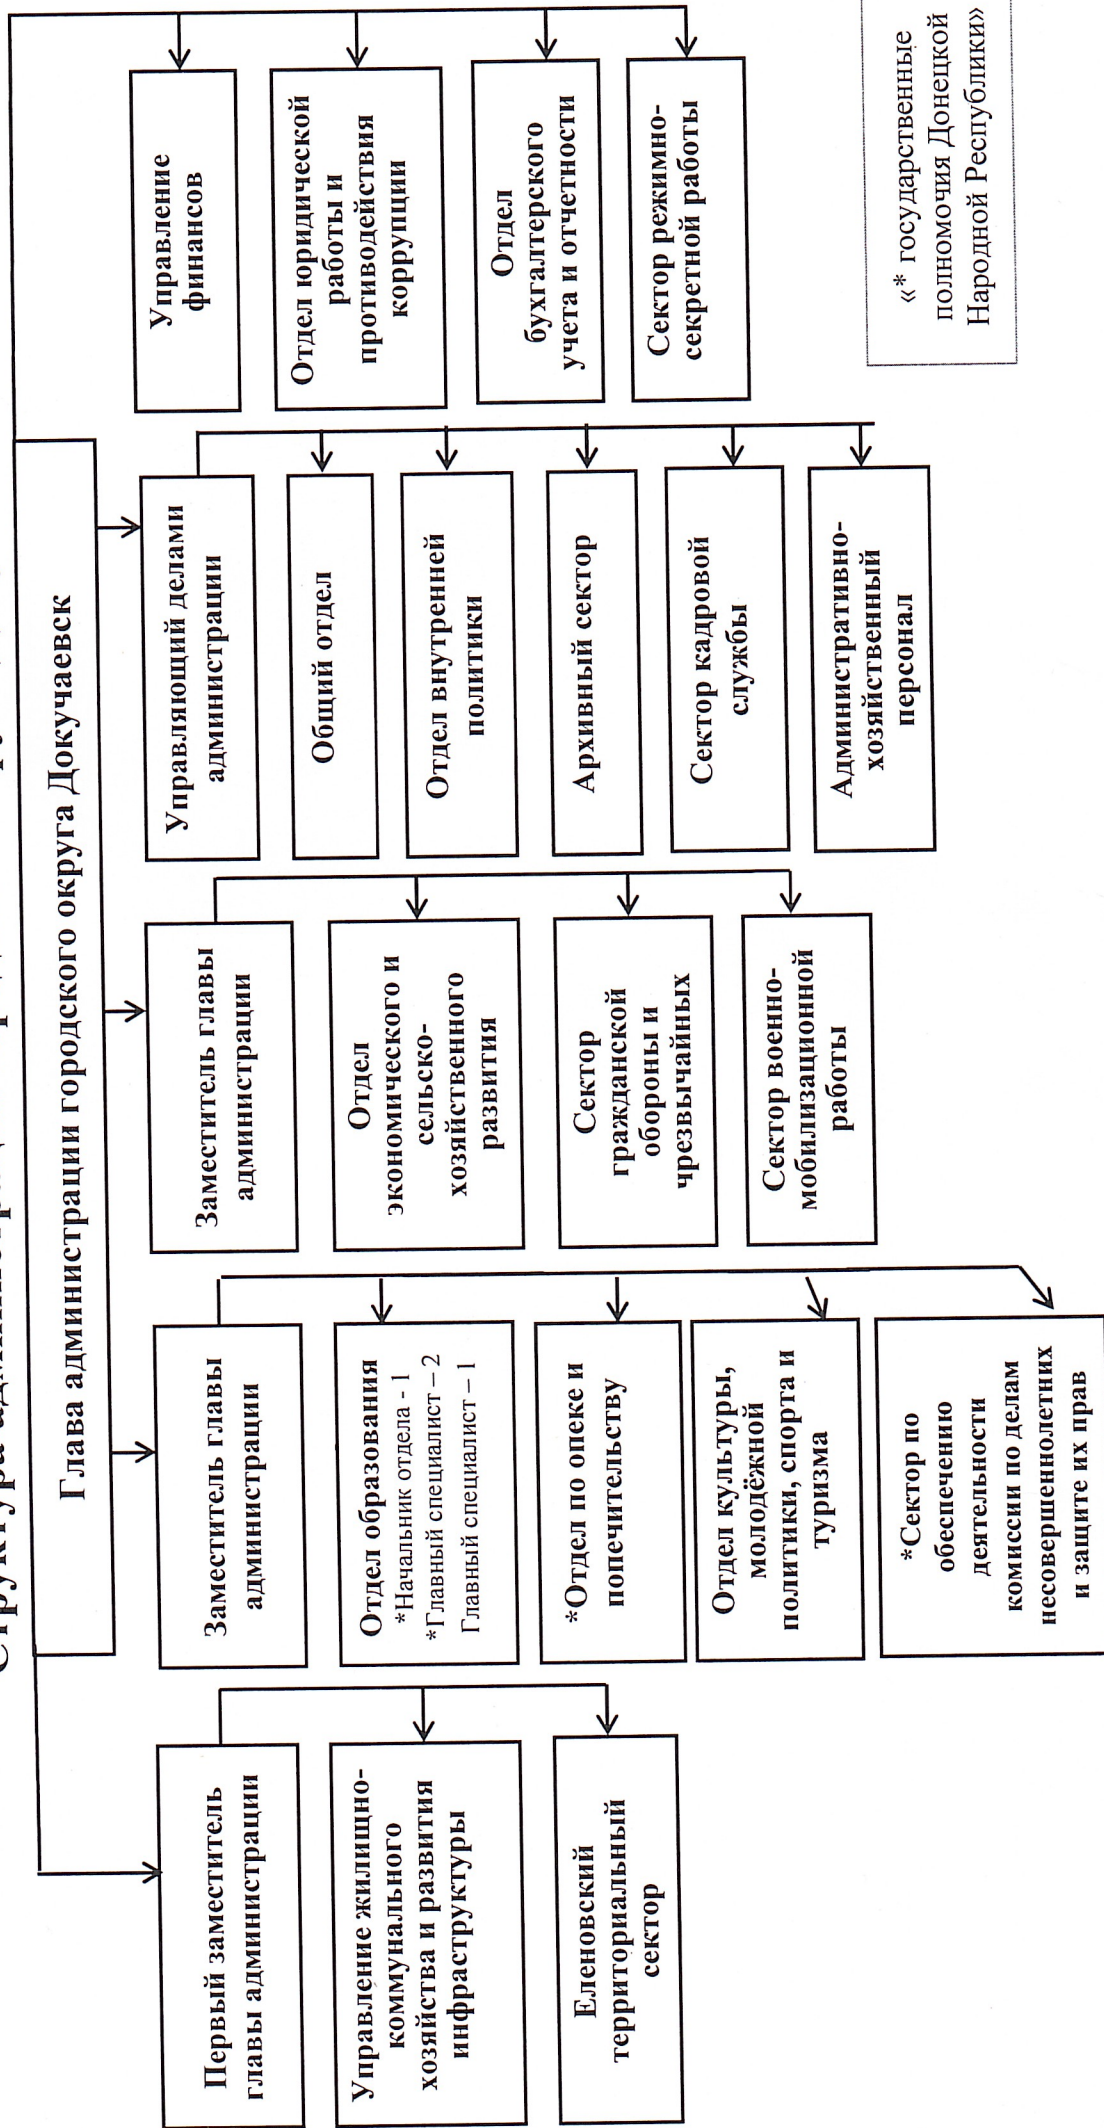 Структура администрации
Глава администрации городского округа Докучаевск
Первый заместитель
главы администрации
Управление жилищно-
коммунального
хозяйства и развития
инфраструктуры
Еленовский
территориальный
сектор
Заместитель главы
администрации
Отдел образования
*Начальник отдела - 1
*Главный специалист – 2
Главный специалист – 1
*Отдел по опеке и
попечительству
Отдел культуры,
молодёжной
политики, спорта и
туризма
*Сектор по
обеспечению
деятельности
комиссии по делам
несовершеннолетних
и защите их прав
Заместитель главы
администрации
Отдел
экономического и
сельско-
хозяйственного
развития
Сектор
гражданской
обороны и
чрезвычайных
Сектор военно-
мобилизационной
работы
Управляющий делами
администрации
Общий отдел
Отдел внутренней
политики
Архивный сектор
Сектор кадровой
службы
Административно-
хозяйственный
персонал
Управление
финансов
Отдел юридической
работы и
противодействия
коррупции
Отдел
бухгалтерского
учета и отчетности
Сектор режимно-
секретной работы
«* государственные
полномочия Донецкой
Народной Республики»